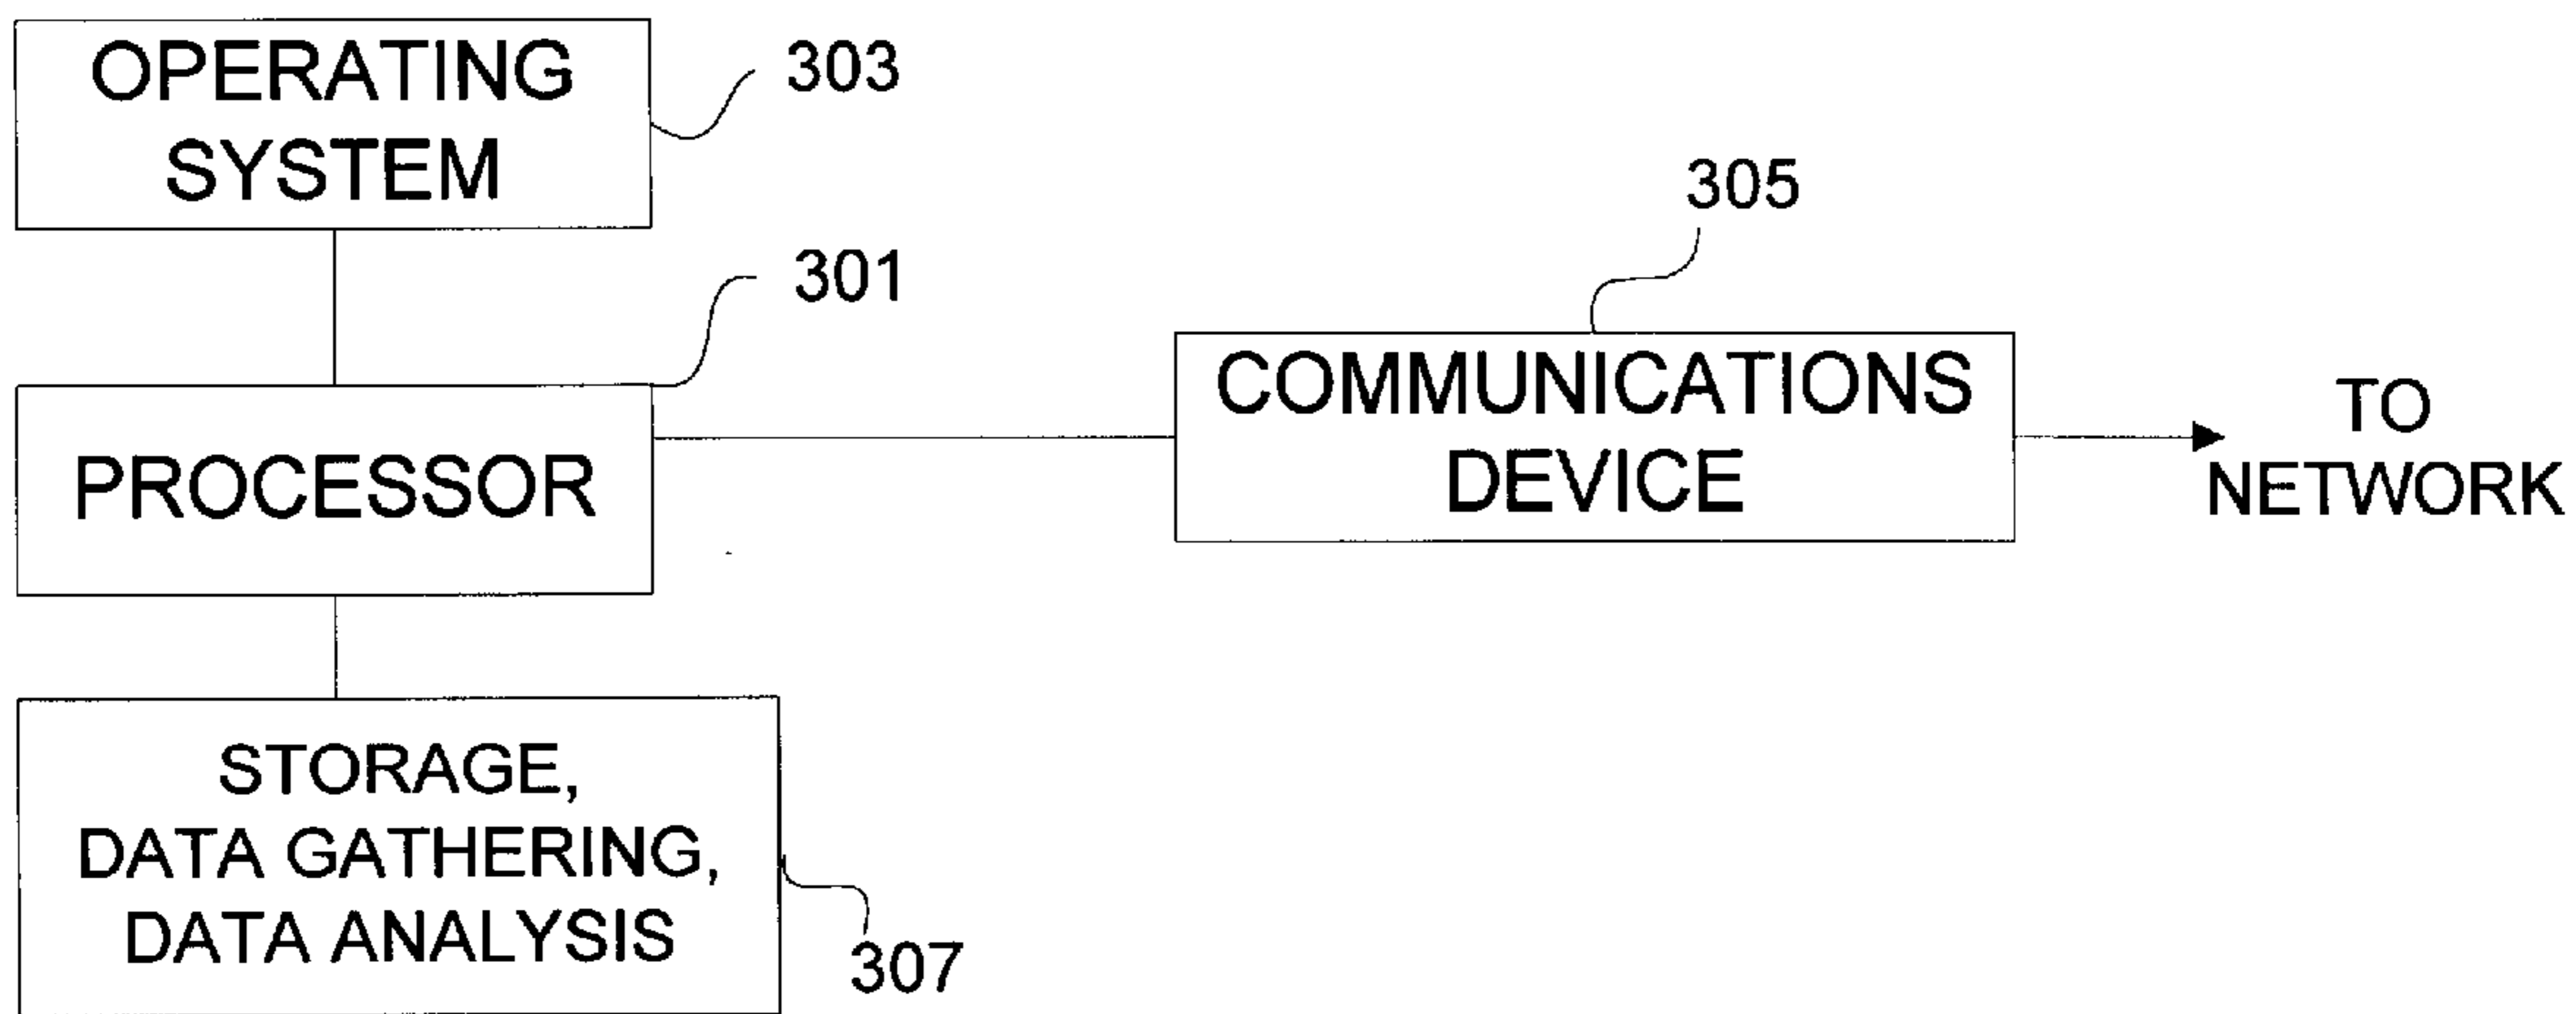 OPERATING
SYSTEM
303
301
PROCESSOR
305
COMMUNICATIONS
DEVICE
TO
NETWORK
STORAGE,
DATA GATHERING,
DATA ANALYSIS
307